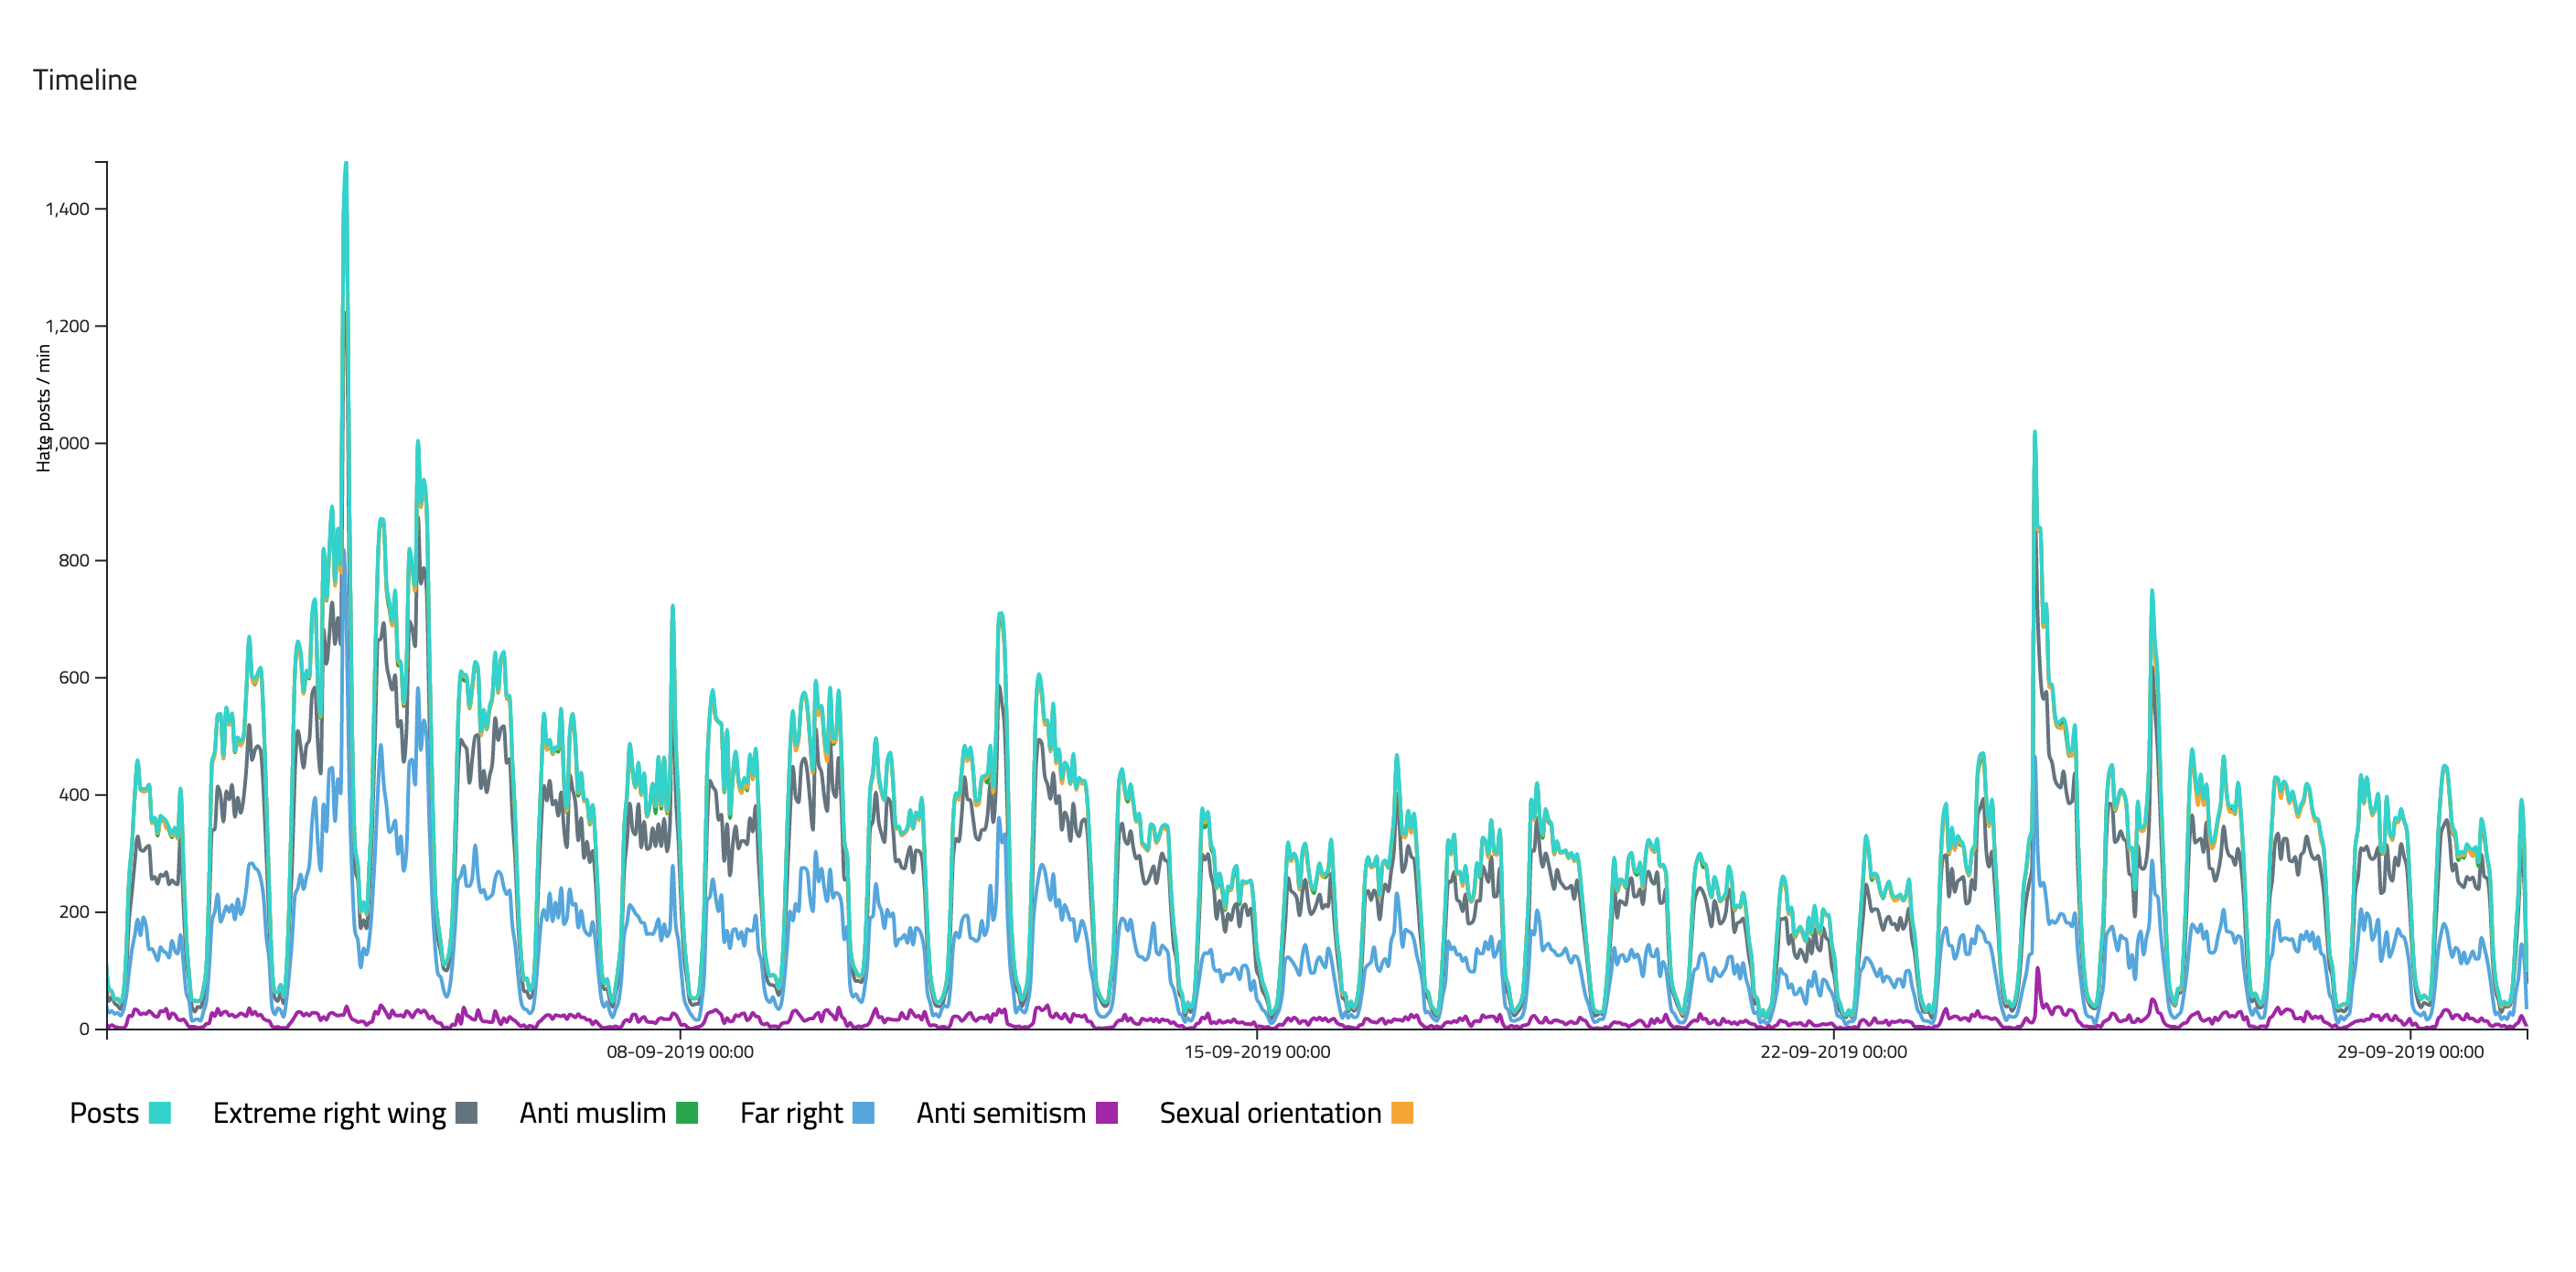 Timeline
1,400
1,200
1,000
800
600
400
200
0
Hate posts / min
08-09-2019 00:00 15-09-2019 00:00 22-09-2019 00:00 29-09-2019 00:00
Posts Extreme right wing Anti muslim Far right Anti semitism Sexual orientation